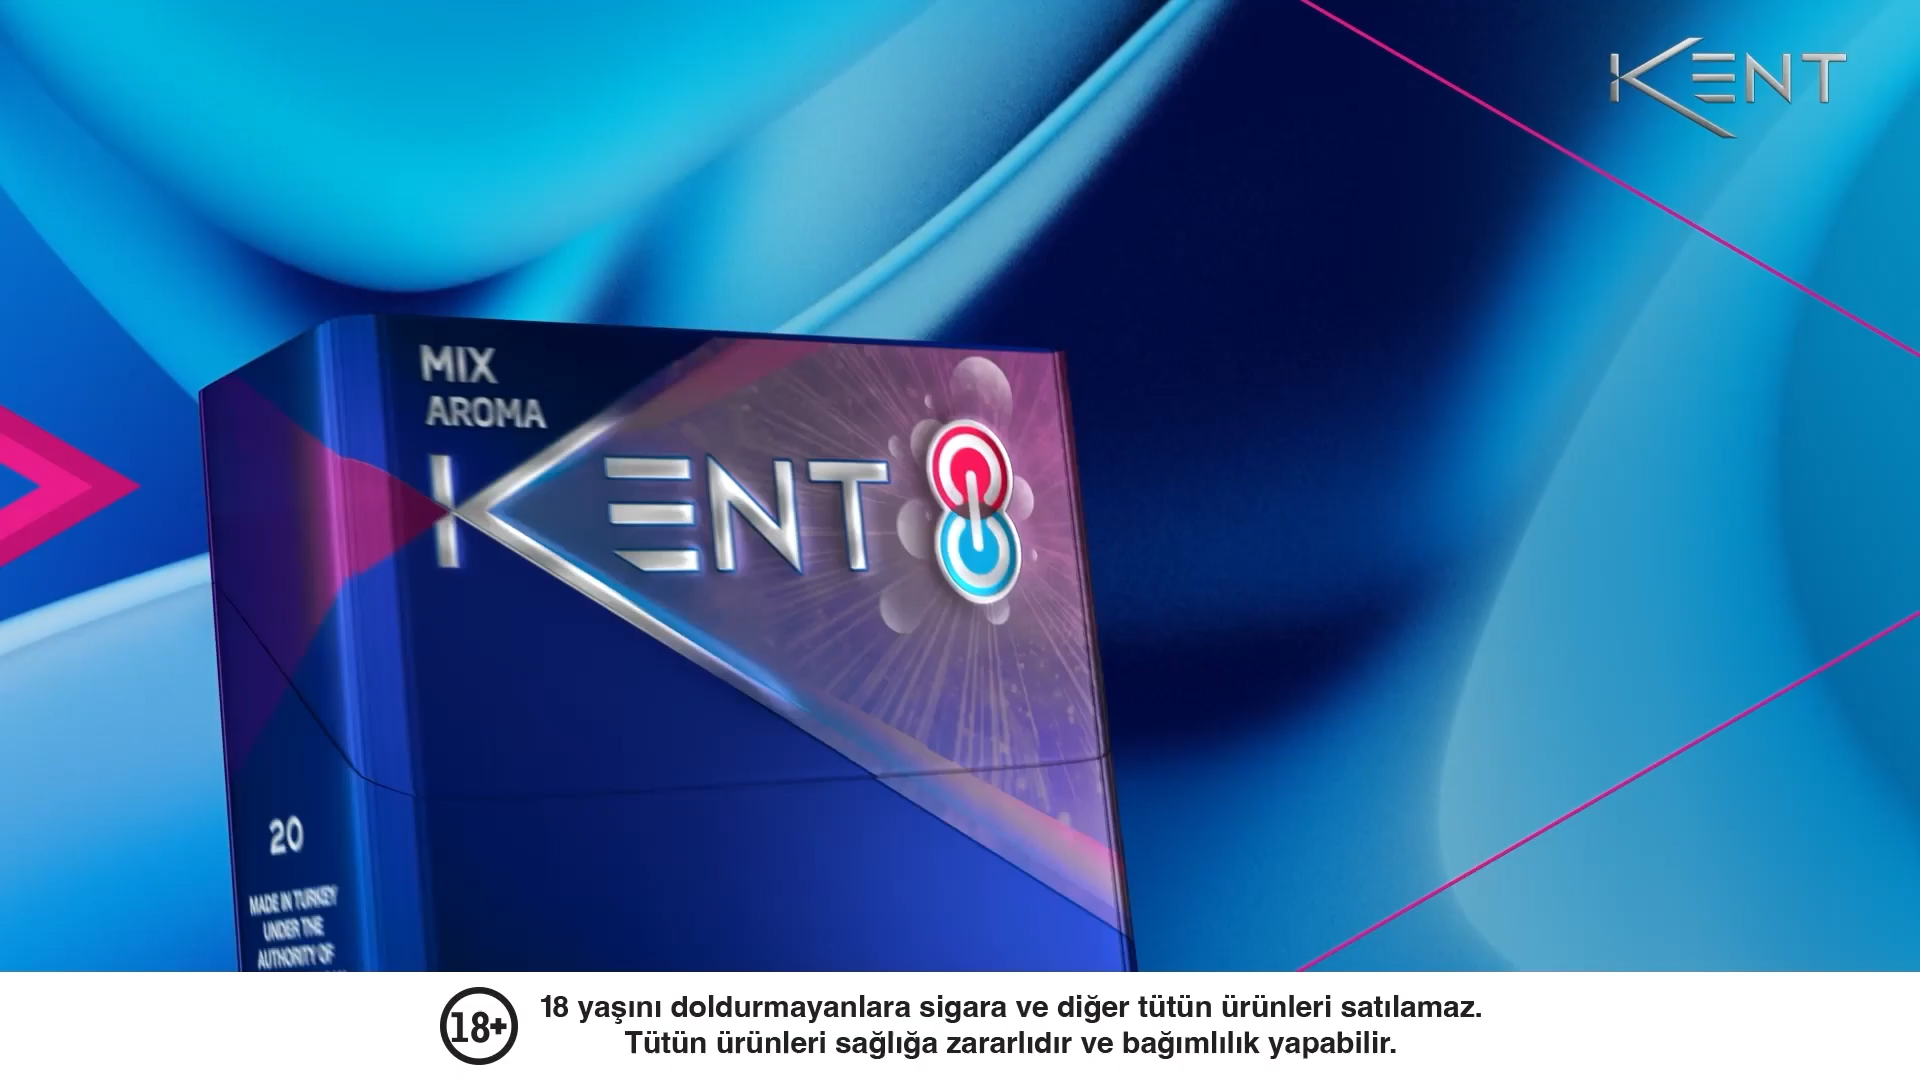 KENT
MIX
AROMA
KENT 8
20
MADE IN TURKEY
UNDER THE
AUTHORITY OF
18+
18 yaşını doldurmayanlara sigara ve diğer tütün ürünleri satılamaz.
Tütün ürünleri sağlığa zararlıdır ve bağımlılık yapabilir.